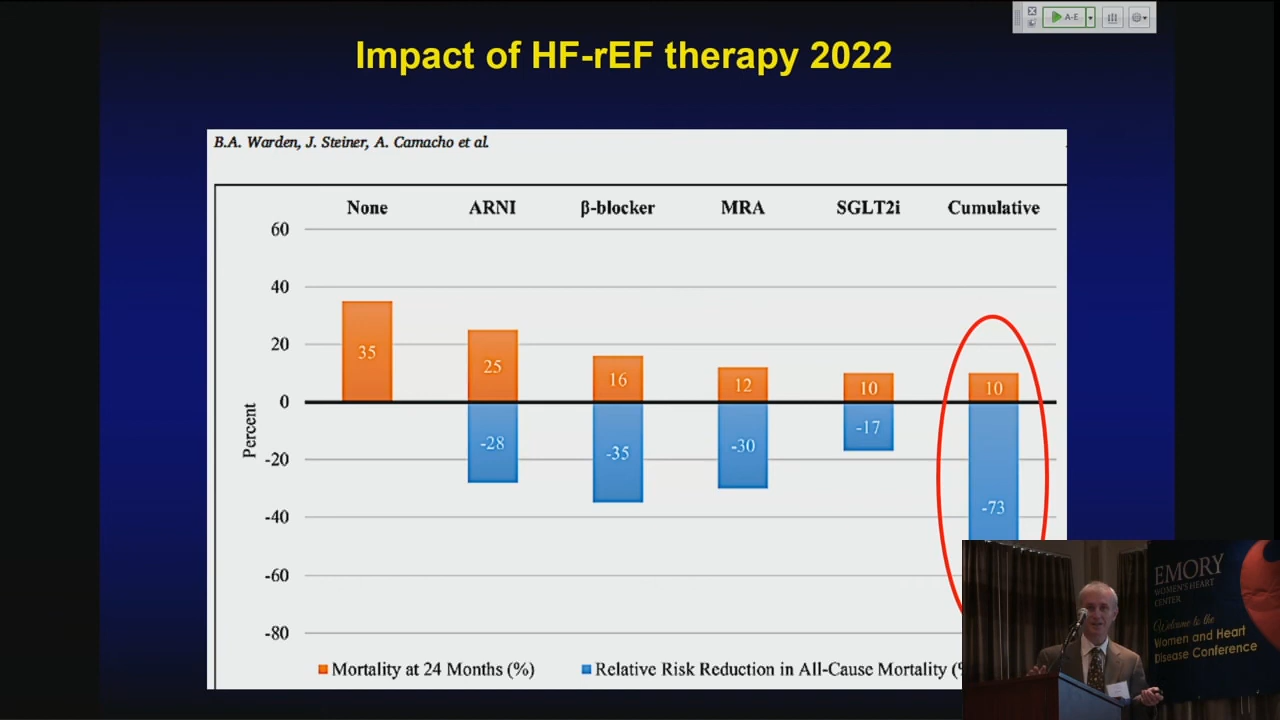 A-E
Impact of HF-rEF therapy 2022
B.A. Warden, J. Steiner, A. Camacho et al.
None ARNI β-blocker MRA SGLT2i Cumulative
60
40
20
0
-20
-40
-60
-80
Percent
35
25
16
12
10
10
-28
-35
-30
-17
-73
Mortality at 24 Months (%)
Relative Risk Reduction in All-Cause Mortality (%
EMORY
WOMEN'S HEART
CENTER
Welcome to the
Women and Heart
Disease Conference